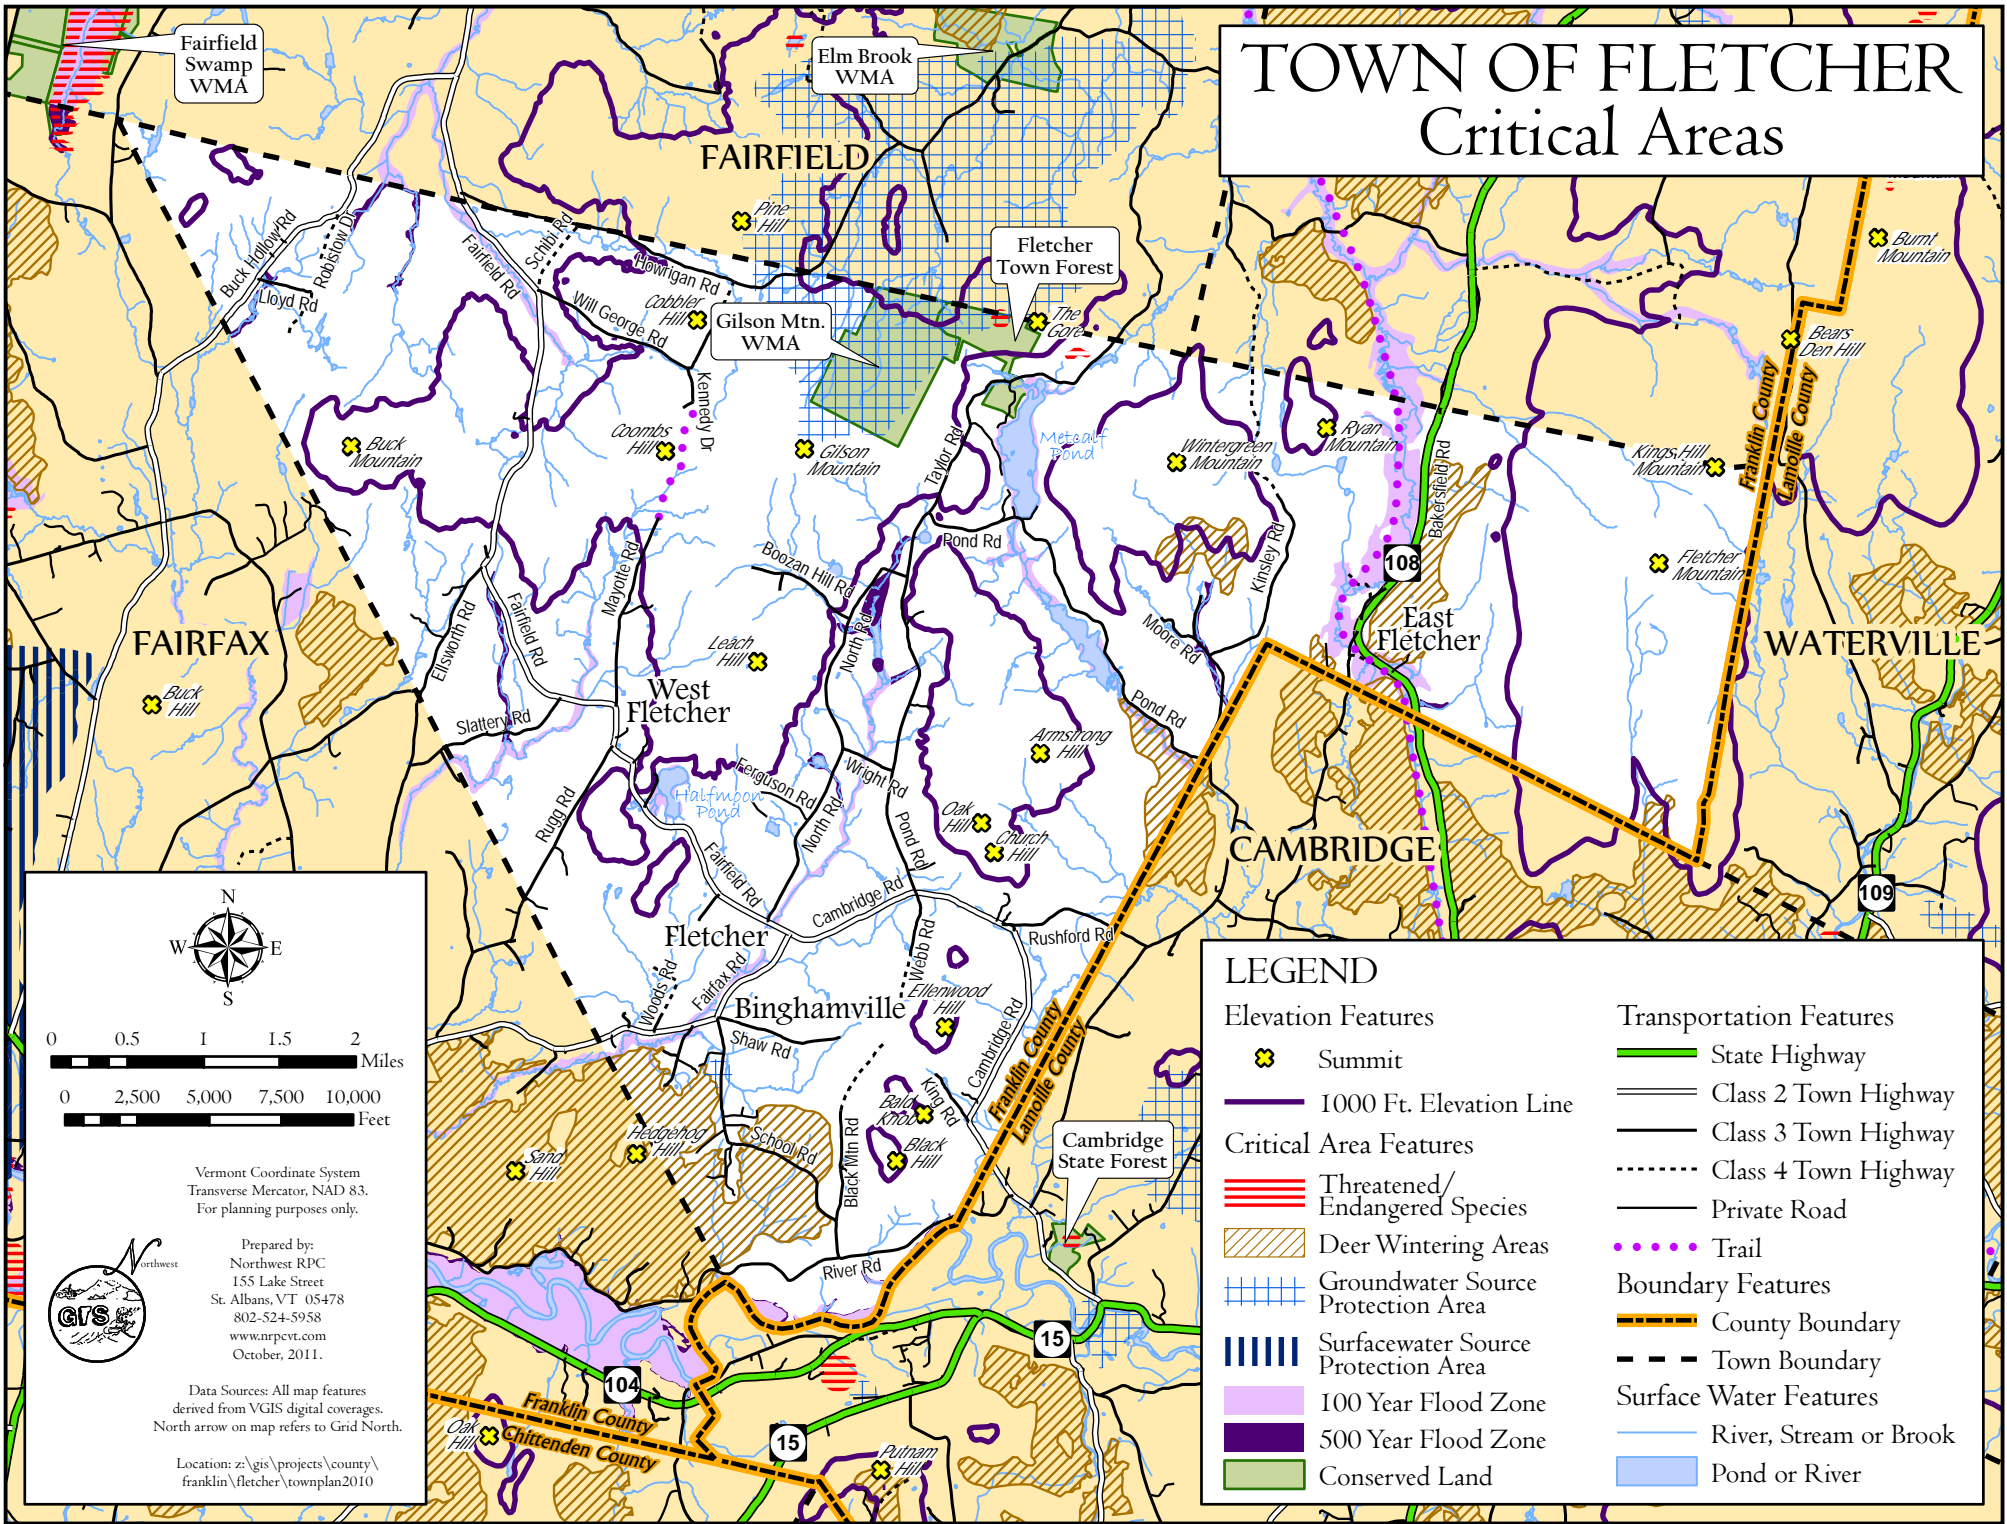 TOWN OF FLETCHER
Critical Areas
Fairfield
Swamp
WMA
Elm Brook
WMA
FAIRFIELD
Pine
Hill
Burnt
Mountain
Fletcher
Town Forest
Buck Hollow Rd
Robistow Dr
Lloyd Rd
Fairfield Rd
Schibi Rd
Howrigan Rd
Will George Rd
Cobbler
Hill
Gilson Mtn.
WMA
The
Gore
Bears
Den Hill
Franklin County
Lamoille County
Kennedy Dr
Buck
Mountain
Coombs
Hill
Gilson
Mountain
Taylor Rd
Metcalf
Pond
Wintergreen
Mountain
Ryan
Mountain
Bakersfield Rd
Kings Hill
Mountain
Pond Rd
Boozan Hill Rd
Mayotte Rd
Kinsley Rd
108
Fletcher
Mountain
FAIRFAX
Ellsworth Rd
Fairfield Rd
North Rd
Moore Rd
East
Fletcher
WATERVILLE
Buck
Hill
Leach
Hill
West
Fletcher
Slattery Rd
Pond Rd
Armstrong
Hill
Rugg Rd
Halfmoon
Pond
Ferguson Rd
North Rd
Wright Rd
Pond Rd
Oak
Hill
Church
Hill
CAMBRIDGE
109
Fairfield Rd
Cambridge Rd
Fletcher
Rushford Rd
Webb Rd
Woods Rd
Fairfax Rd
Binghamville
Ellenwood
Hill
Cambridge Rd
Franklin County
Lamoille County
Shaw Rd
Bald
Knob
King Rd
Black
Hill
Black Mtn Rd
School Rd
Hedgehog
Hill
Sand
Hill
Cambridge
State Forest
River Rd
15
104
15
Franklin County
Chittenden County
Oak
Hill
Putnam
Hill
N
W
E
S
0 0.5 1 1.5 2
Miles
0 2,500 5,000 7,500 10,000
Feet
Vermont Coordinate System
Transverse Mercator, NAD 83.
For planning purposes only.
Northwest
GIS
Prepared by:
Northwest RPC
155 Lake Street
St. Albans, VT 05478
802-524-5958
www.nrpcvt.com
October, 2011.
Data Sources: All map features
derived from VGIS digital coverages.
North arrow on map refers to Grid North.
Location: z:\gis\projects\county\
franklin\fletcher\townplan2010
LEGEND
Elevation Features
Summit
1000 Ft. Elevation Line
Critical Area Features
Threatened/
Endangered Species
Deer Wintering Areas
Groundwater Source
Protection Area
Surfacewater Source
Protection Area
100 Year Flood Zone
500 Year Flood Zone
Conserved Land
Transportation Features
State Highway
Class 2 Town Highway
Class 3 Town Highway
Class 4 Town Highway
Private Road
Trail
Boundary Features
County Boundary
Town Boundary
Surface Water Features
River, Stream or Brook
Pond or River